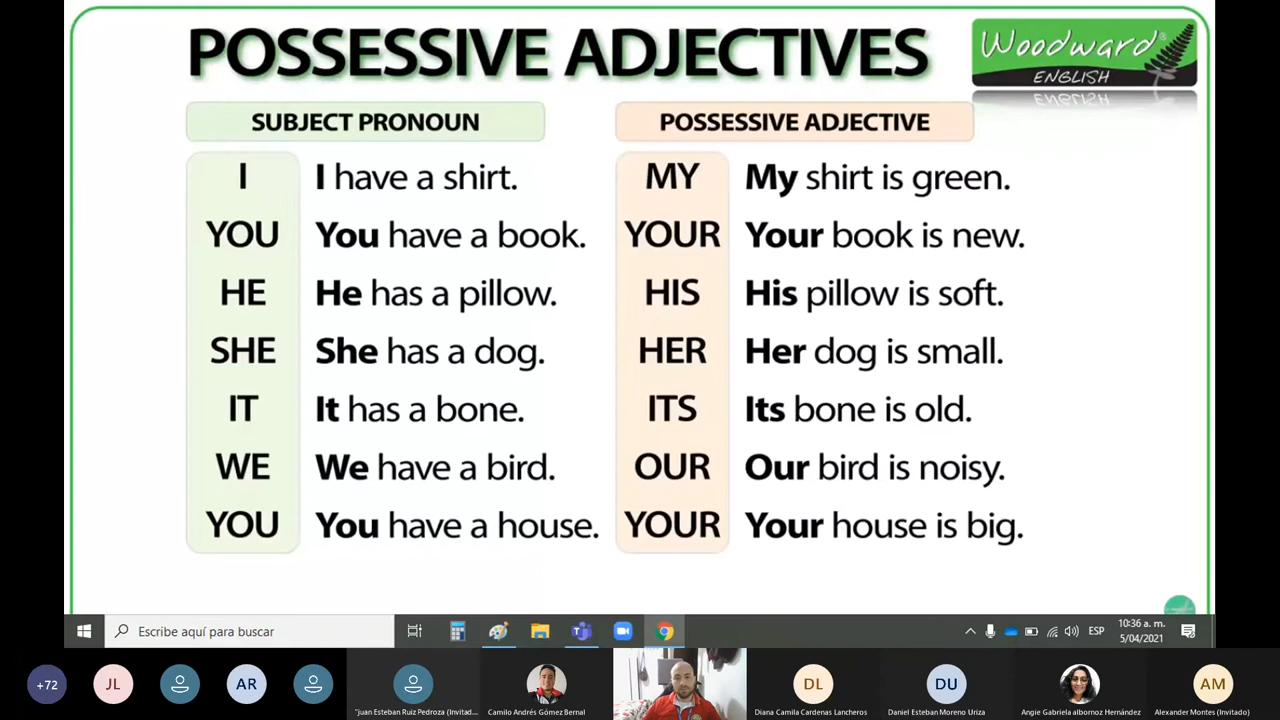 POSSESSIVE ADJECTIVES
Woodward®
ENGLISH
SUBJECT PRONOUN
POSSESSIVE ADJECTIVE
I I have a shirt. MY My shirt is green.
YOU You have a book. YOUR Your book is new.
HE He has a pillow. HIS His pillow is soft.
SHE She has a dog. HER Her dog is small.
IT It has a bone. ITS Its bone is old.
WE We have a bird. OUR Our bird is noisy.
YOU You have a house. YOUR Your house is big.
Escribe aquí para buscar
ESP
10:36 a. m.
5/04/2021
+72
JL
AR
DL
DU
AM
"juan Esteban Ruiz Pedroza (Invitad...
Camilo Andrés Gómez Bernal
Diana Camila Cardenas Lancheros
Daniel Esteban Moreno Uriza
Angie Gabriela albornoz Hernández
Alexander Montes (Invitado)